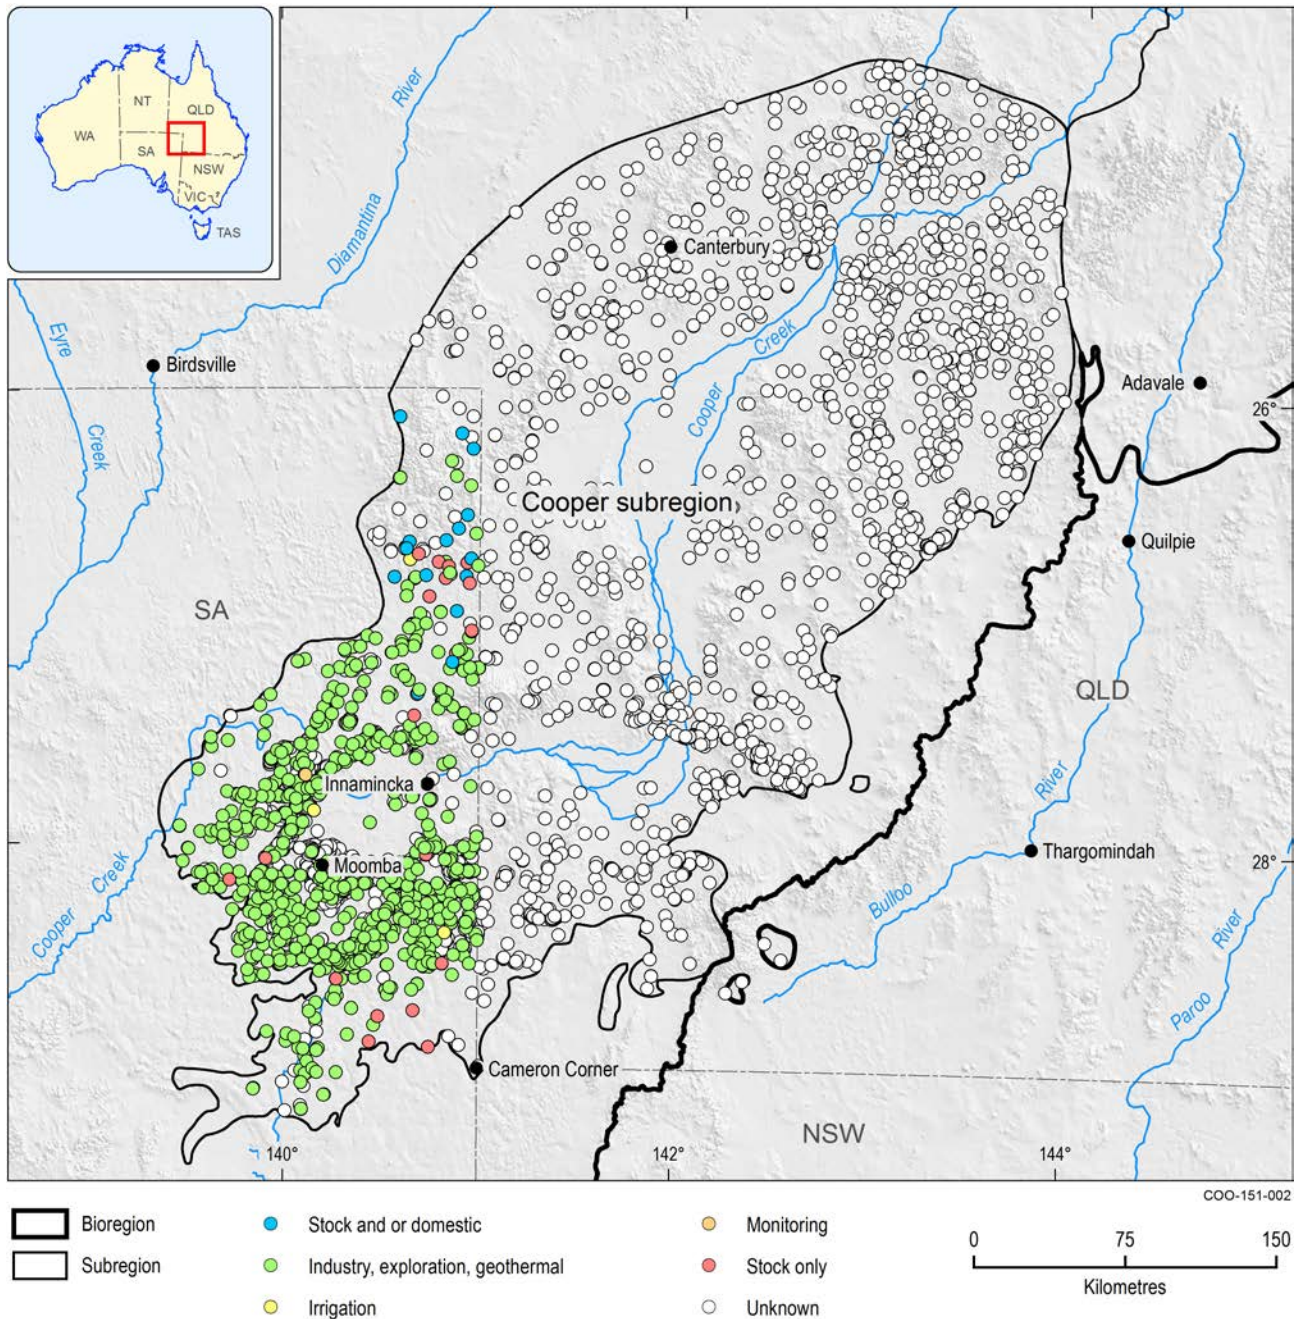 NT
QLD
WA
SA
NSW
VIC
TAS
River
Diamantina
Canterbury
Eyre
Creek
Birdsville
Creek
Cooper
Adavale
26°
Cooper subregion
Quilpie
SA
QLD
Innamincka
River
Moomba
Thargomindah
28°
Creek
Cooper
Bulloo
River
Paroo
Cameron Corner
NSW
140°
142°
144°
COO-151-002
Bioregion
Stock and or domestic
Monitoring
0 75 150
Subregion
Industry, exploration, geothermal
Stock only
Kilometres
Irrigation
Unknown